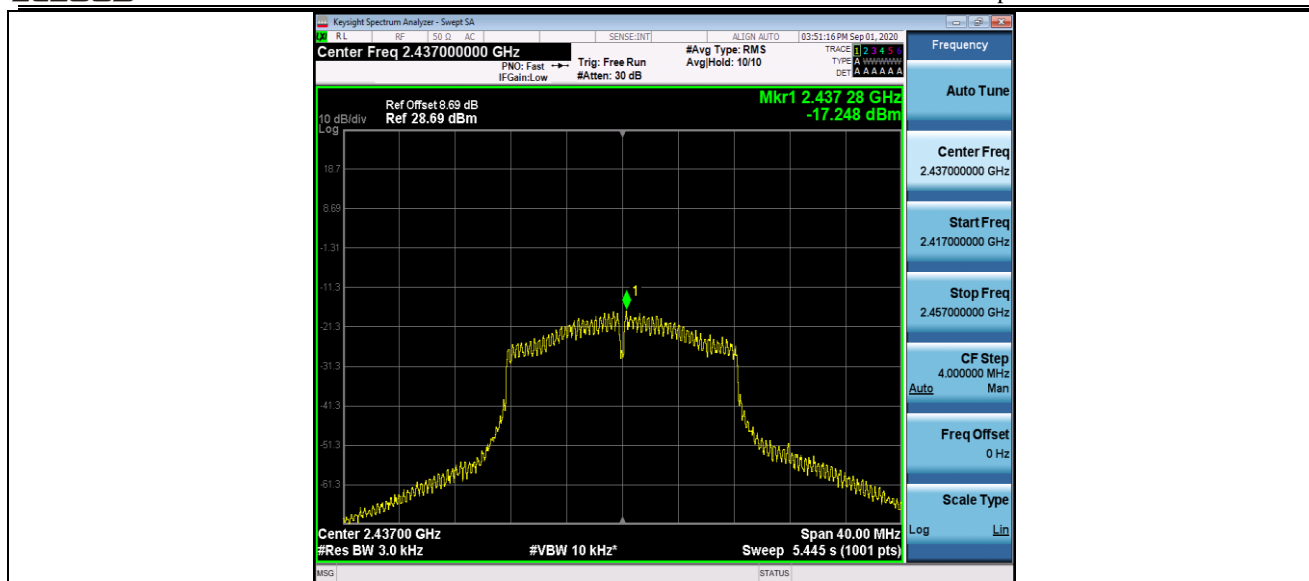 Keysight Spectrum Analyzer - Swept SA
RL RF 50 Ω AC SENSE:INT ALIGN AUTO 03:51:16 PM Sep 01, 2020
Center Freq 2.437000000 GHz
PNO: Fast
IFGain:Low
Trig: Free Run
#Atten: 30 dB
#Avg Type: RMS
Avg|Hold: 10/10
TRACE 1 2 3 4 5 6
TYPE A WWWWW
DET A A A A A A
Ref Offset 8.69 dB
10 dB/div Ref 28.69 dBm
Log
Mkr1 2.437 28 GHz
-17.248 dBm
18.7
8.69
-1.31
-11.3
1
-21.3
-31.3
-41.3
-51.3
-61.3
Center 2.43700 GHz Span 40.00 MHz
#Res BW 3.0 kHz #VBW 10 kHz* Sweep 5.445 s (1001 pts)
MSG STATUS
Frequency
Auto Tune
Center Freq
2.437000000 GHz
Start Freq
2.417000000 GHz
Stop Freq
2.457000000 GHz
CF Step
4.000000 MHz
Auto Man
Freq Offset
0 Hz
Scale Type
Log Lin